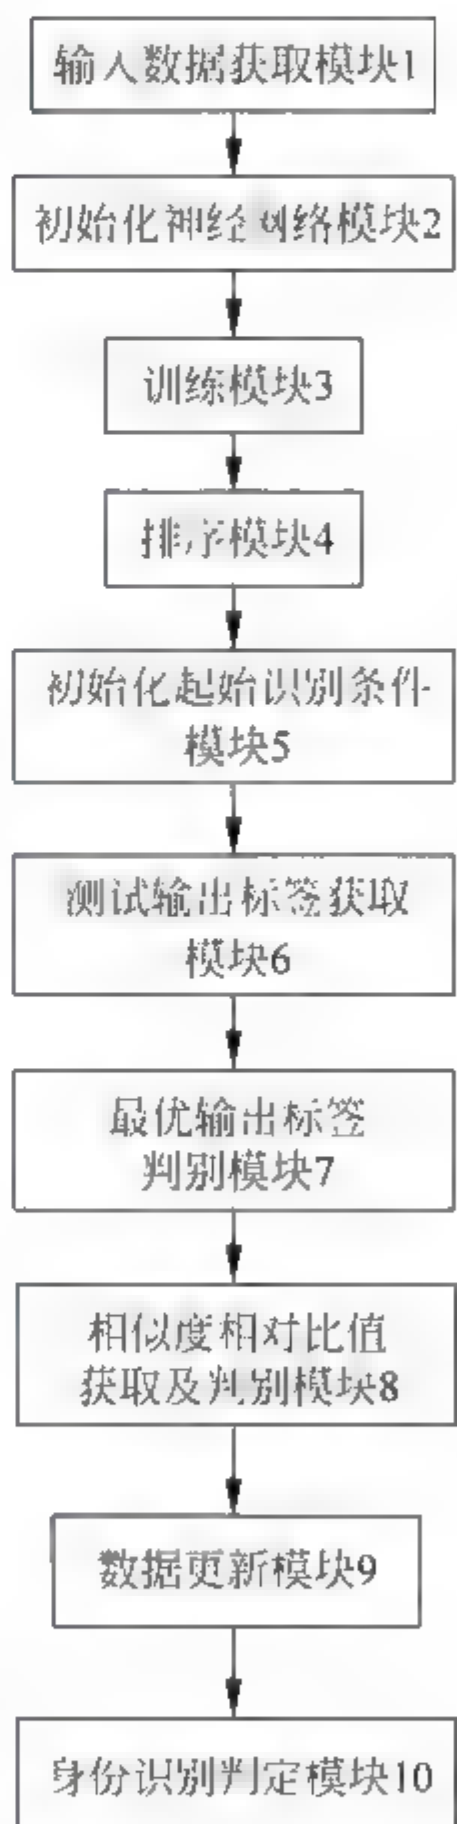 输入数据获取模块1
初始化神经网络模块2
训练模块3
排序模块4
初始化起始识别条件
模块5
测试输出标签获取
模块6
最优输出标签
判别模块7
相似度相对比值
获取及判别模块8
数据更新模块9
身份识别判定模块10